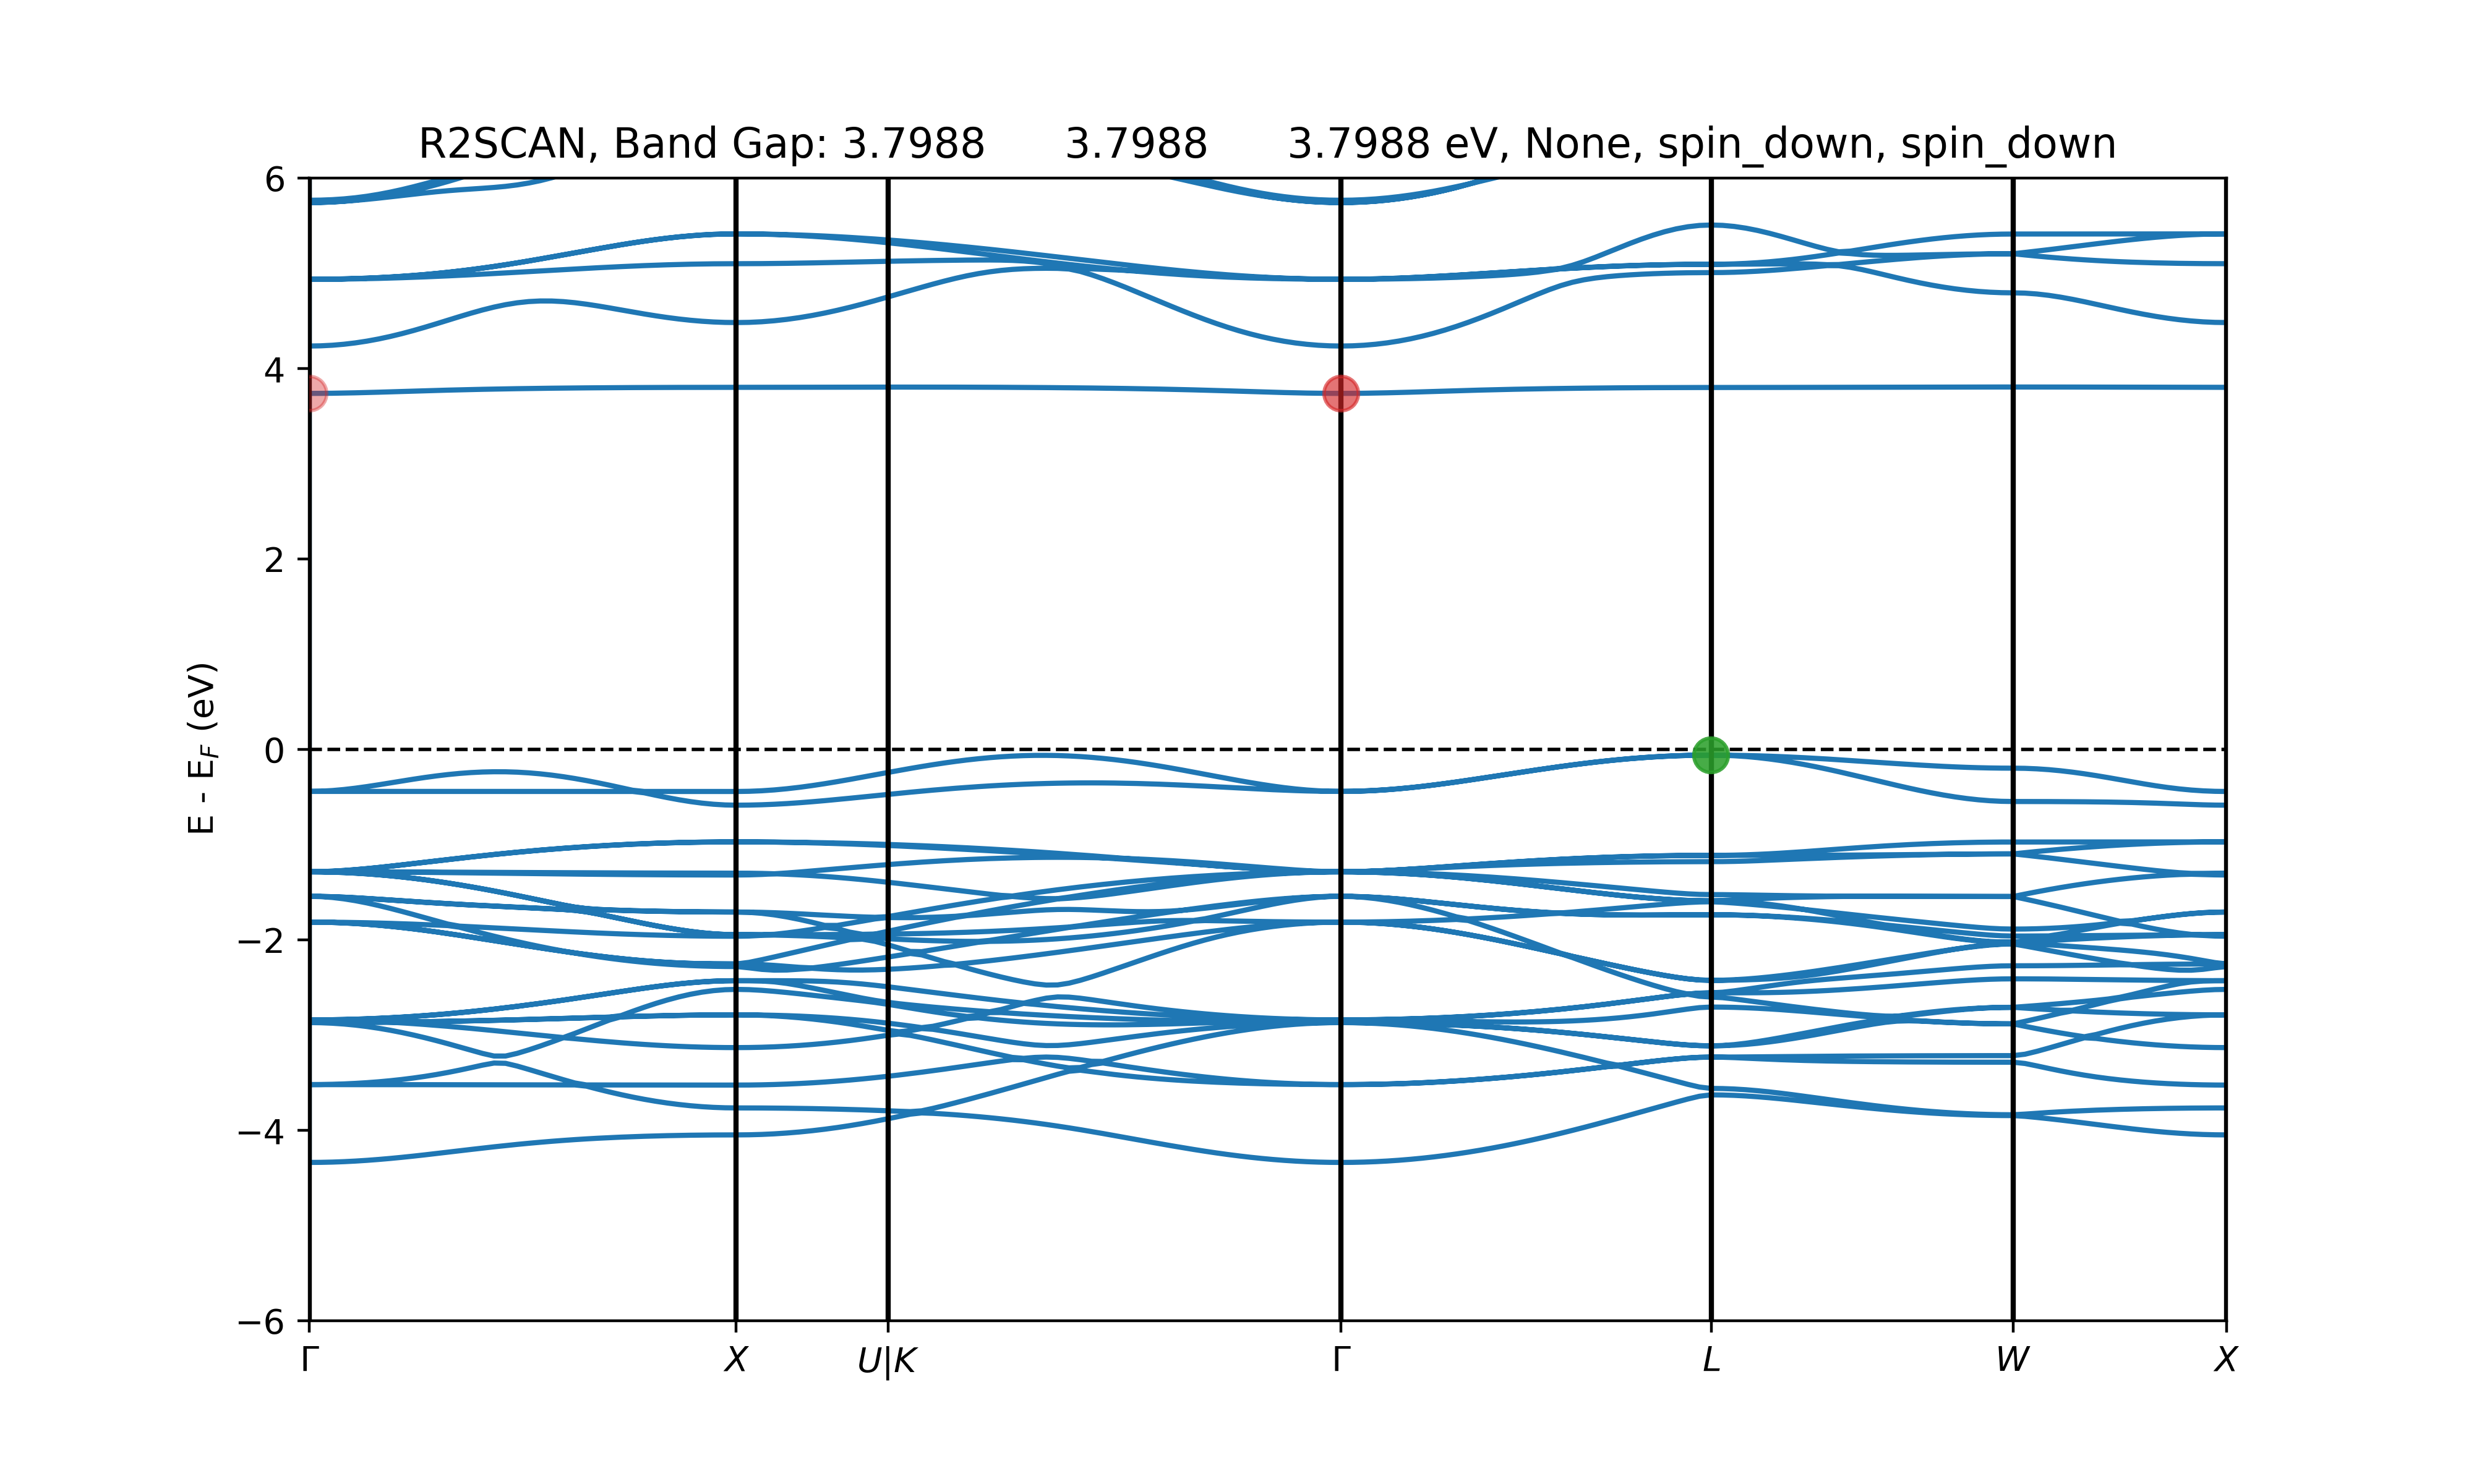 R2SCAN, Band Gap: 3.7988 3.7988 3.7988 eV, None, spin_down, spin_down
6
4
2
0
−2
−4
−6
E - E_F (eV)
Γ X U|K Γ L W X